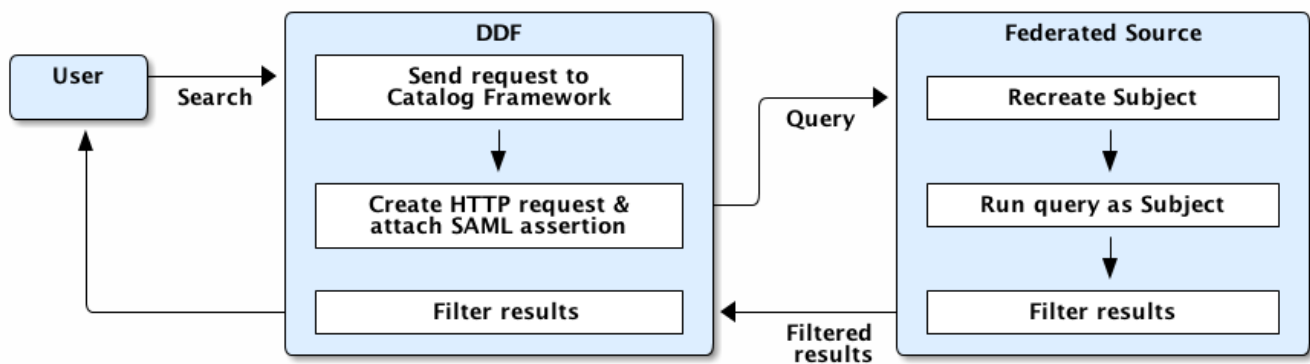 User
Search
DDF
Send request to
Catalog Framework
Create HTTP request &
attach SAML assertion
Filter results
Query
Federated Source
Recreate Subject
Run query as Subject
Filter results
Filtered
results